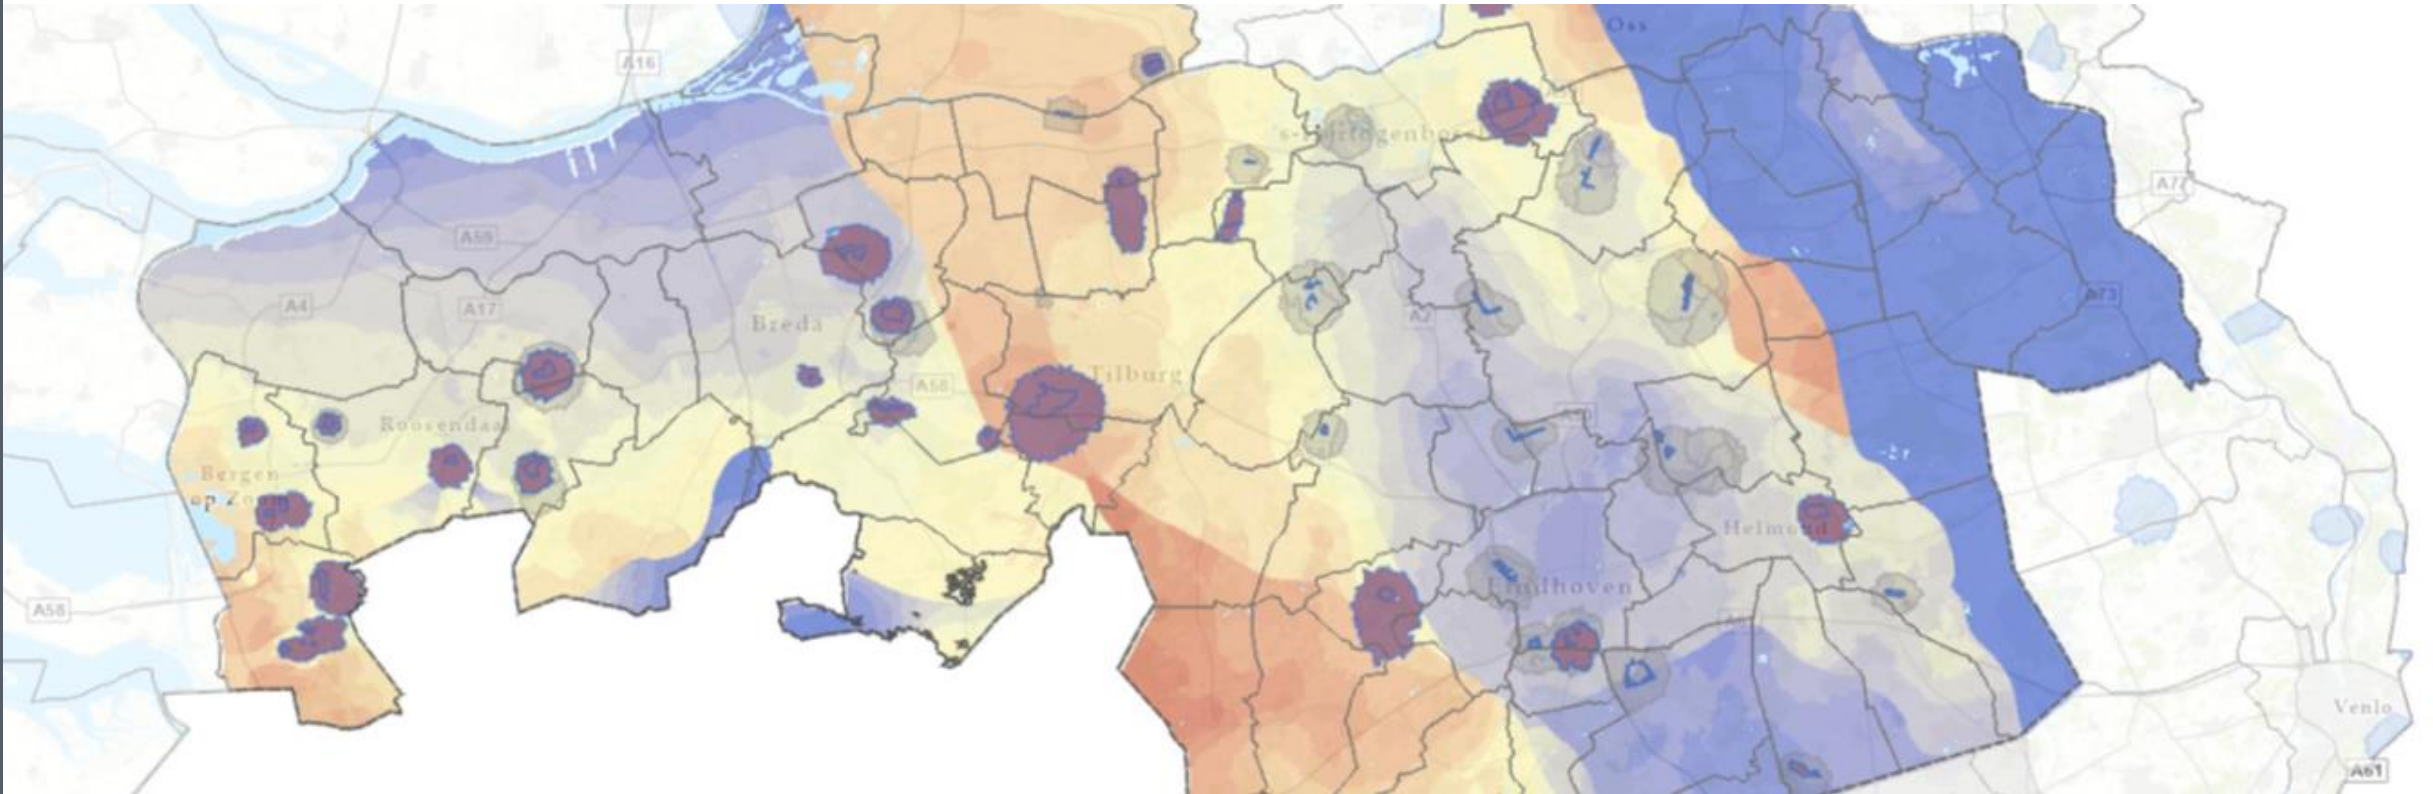 Oss
A16
's-Hertogenbosch
A77
A59
A73
A4
A17
A2
Breda
Tilburg
A58
Roosendaal
Bergen
op Zoom
Helmond
Eindhoven
A58
Venlo
A61